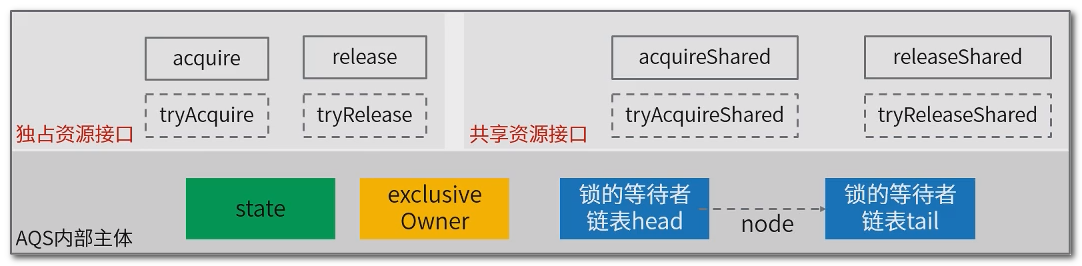 acquire
release
acquireShared
releaseShared
tryAcquire
tryRelease
tryAcquireShared
tryReleaseShared
独占资源接口
共享资源接口
state
exclusive
Owner
锁的等待者
链表head
node
锁的等待者
链表tail
AQS内部主体